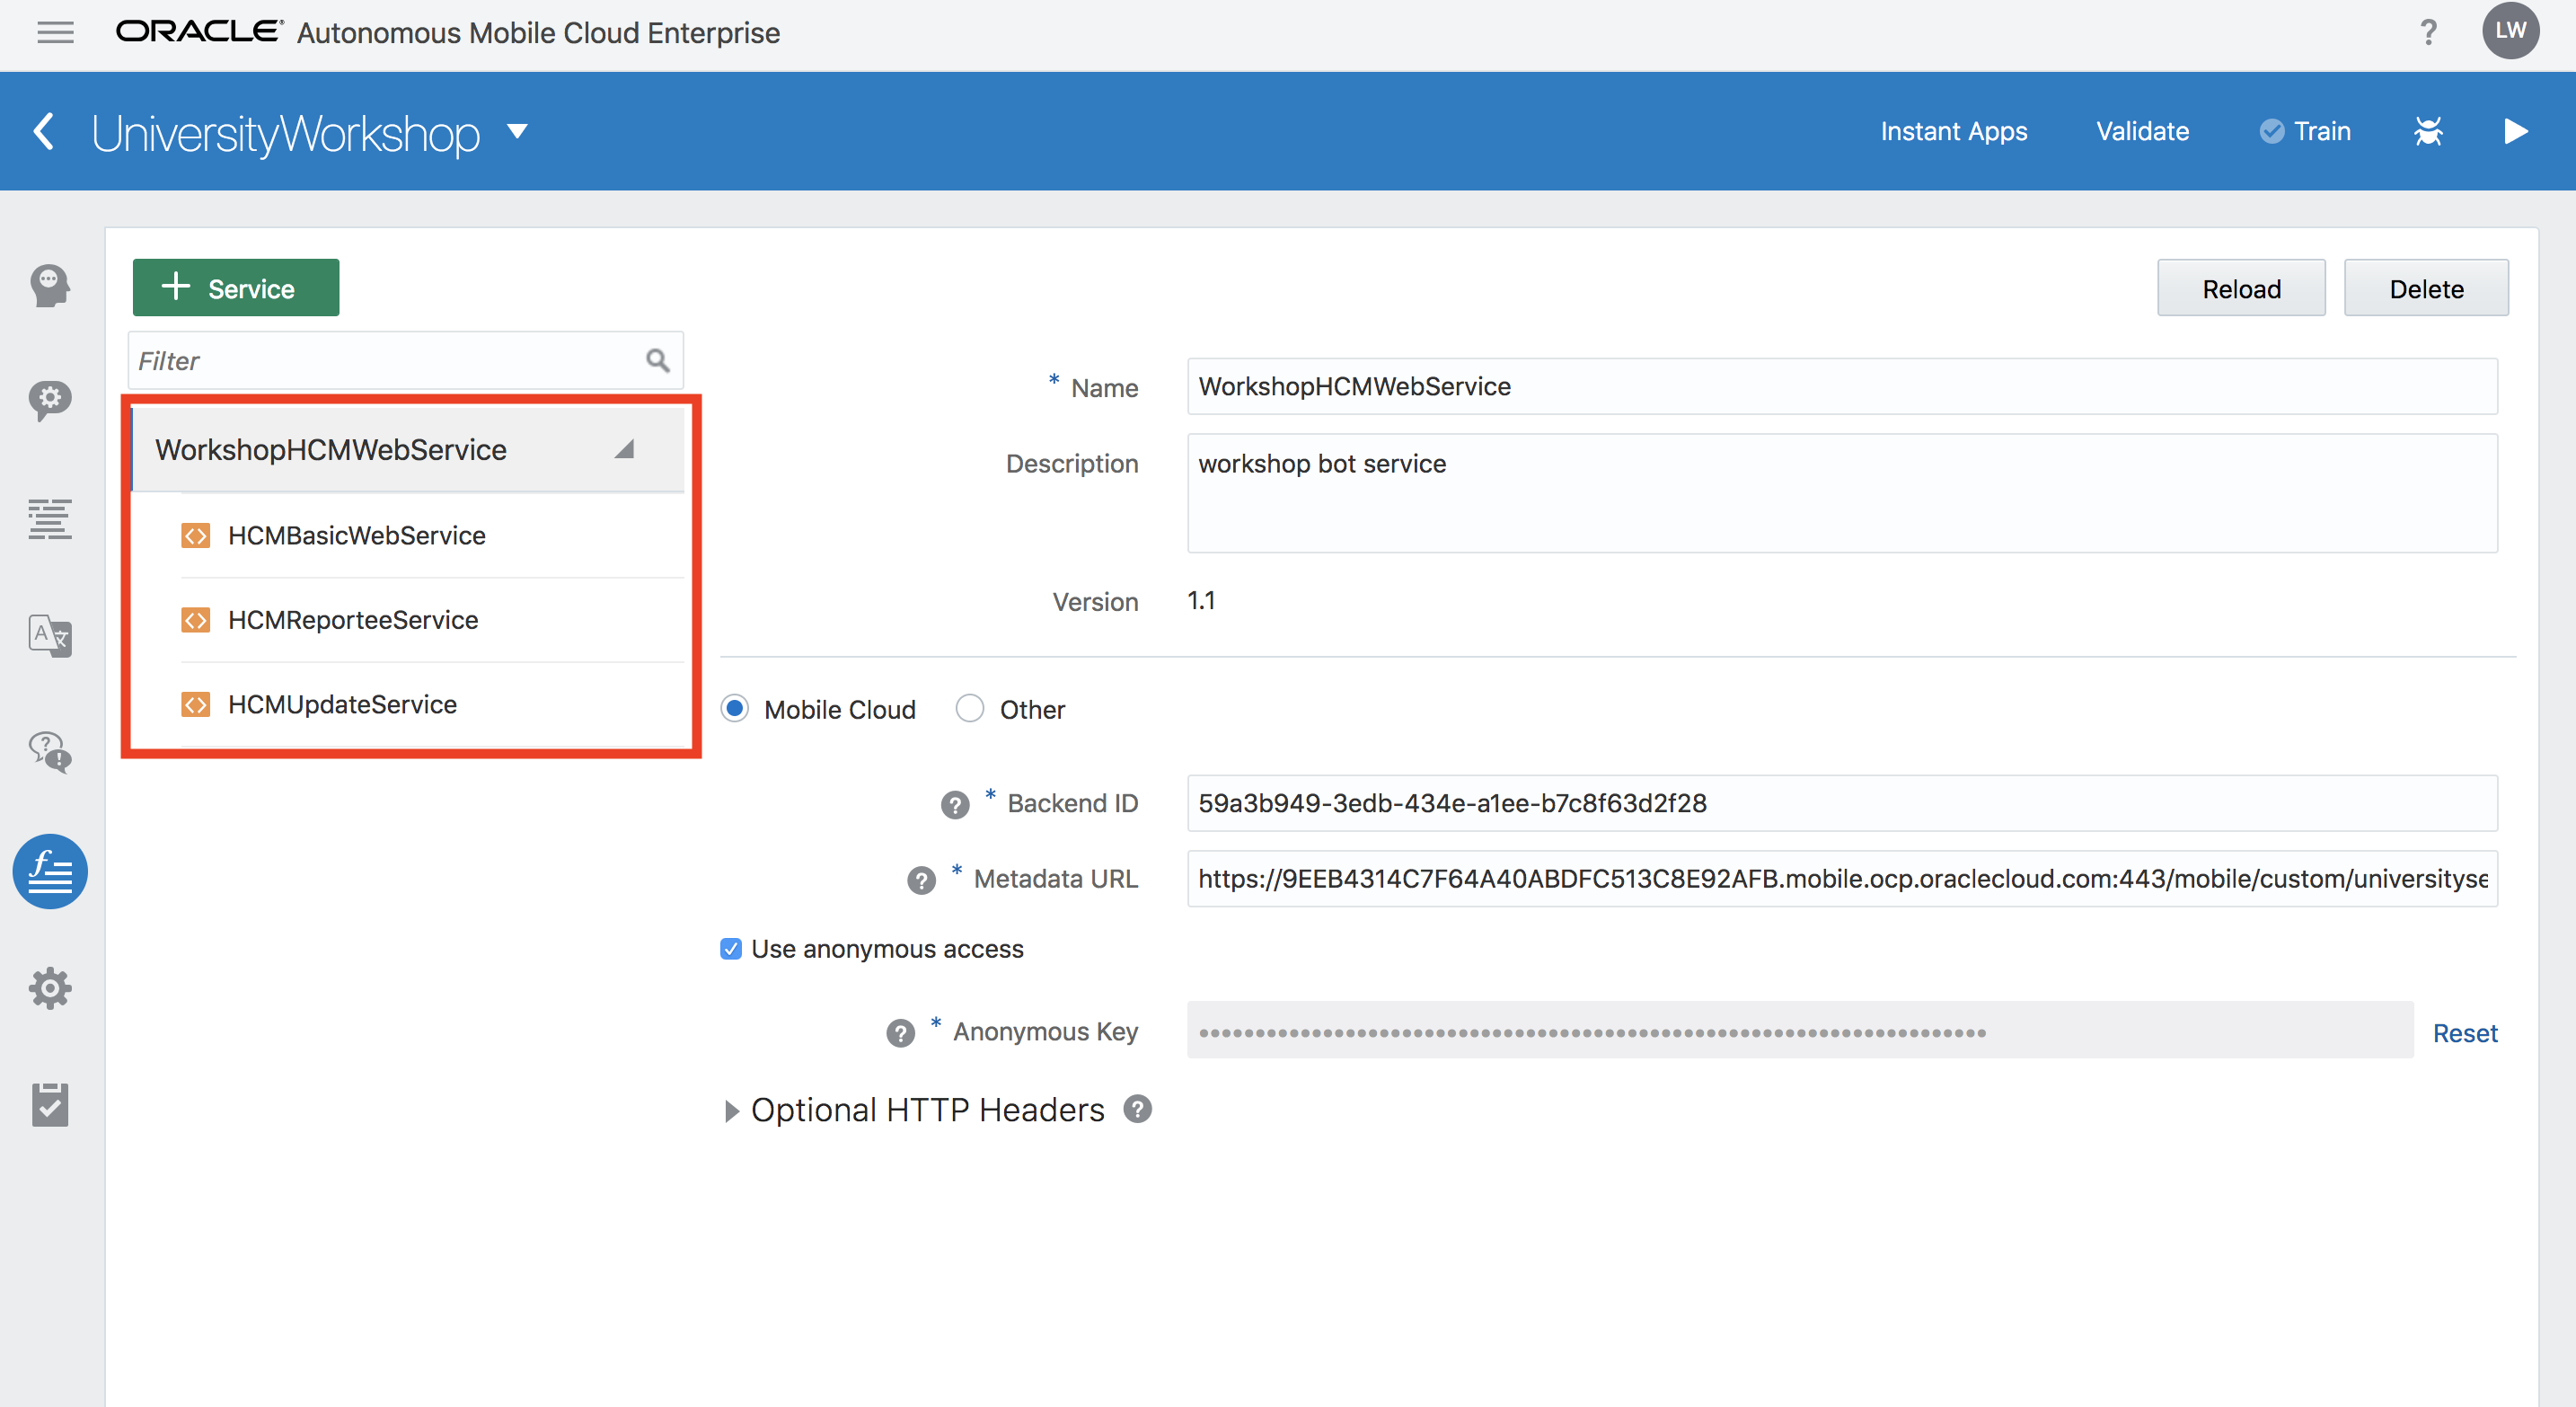 ORACLE® Autonomous Mobile Cloud Enterprise
? LW
UniversityWorkshop
Instant Apps Validate Train
+ Service
Reload Delete
Filter
WorkshopHCMWebService
HCMBasicWebService
HCMReporteeService
HCMUpdateService
* Name WorkshopHCMWebService
Description workshop bot service
Version 1.1
Mobile Cloud Other
? * Backend ID 59a3b949-3edb-434e-a1ee-b7c8f63d2f28
? * Metadata URL https://9EEB4314C7F64A40ABDFC513C8E92AFB.mobile.ocp.oraclecloud.com:443/mobile/custom/universityse
Use anonymous access
? * Anonymous Key Reset
Optional HTTP Headers ?